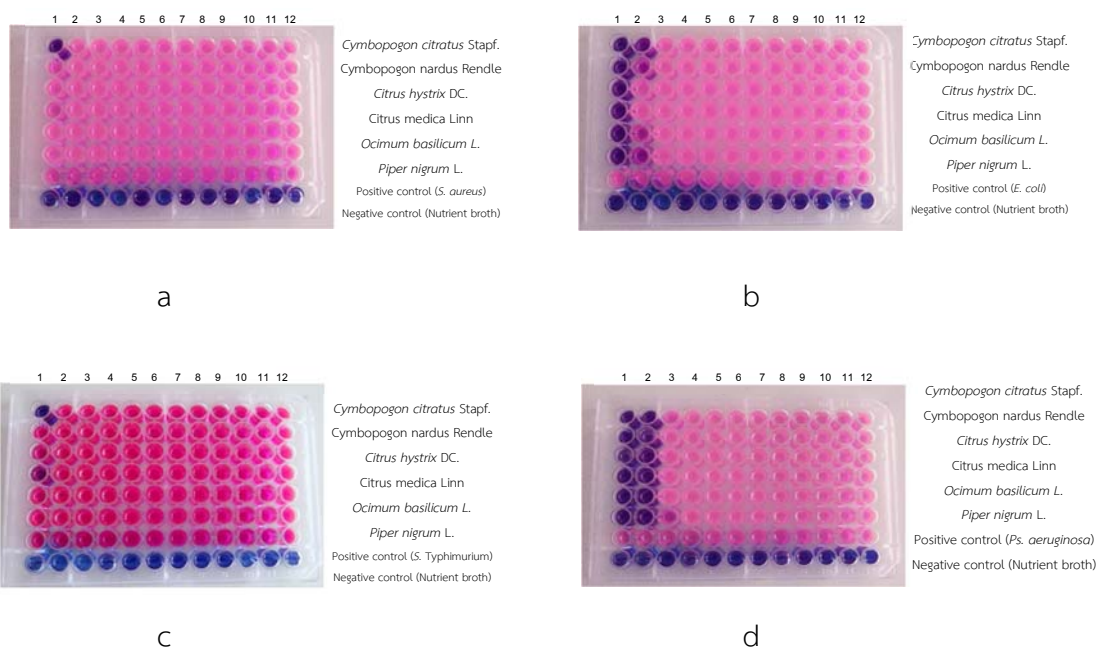 1 2 3 4 5 6 7 8 9 10 11 12
Cymbopogon citratus Stapf.
Cymbopogon nardus Rendle
Citrus hystrix DC.
Citrus medica Linn
Ocimum basilicum L.
Piper nigrum L.
Positive control (S. aureus)
Negative control (Nutrient broth)
a
1 2 3 4 5 6 7 8 9 10 11 12
Cymbopogon citratus Stapf.
Cymbopogon nardus Rendle
Citrus hystrix DC.
Citrus medica Linn
Ocimum basilicum L.
Piper nigrum L.
Positive control (E. coli)
Negative control (Nutrient broth)
b
1 2 3 4 5 6 7 8 9 10 11 12
Cymbopogon citratus Stapf.
Cymbopogon nardus Rendle
Citrus hystrix DC.
Citrus medica Linn
Ocimum basilicum L.
Piper nigrum L.
Positive control (S. Typhimurium)
Negative control (Nutrient broth)
c
1 2 3 4 5 6 7 8 9 10 11 12
Cymbopogon citratus Stapf.
Cymbopogon nardus Rendle
Citrus hystrix DC.
Citrus medica Linn
Ocimum basilicum L.
Piper nigrum L.
Positive control (Ps. aeruginosa)
Negative control (Nutrient broth)
d